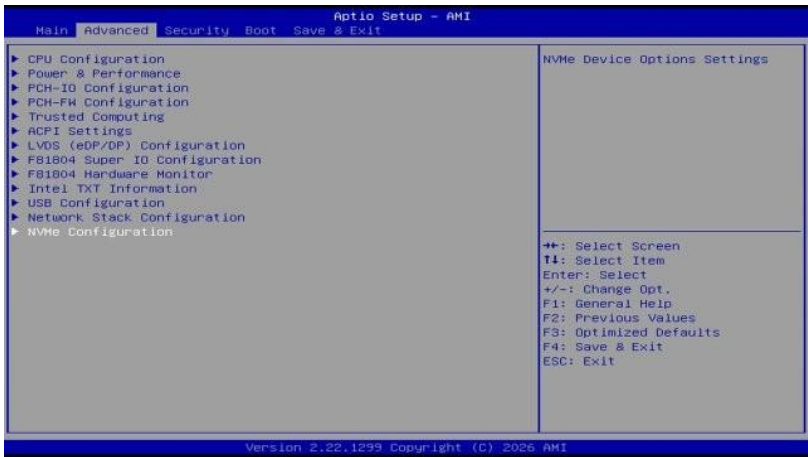 Aptio Setup - AMI
Main Advanced Security Boot Save & Exit
▶ CPU Configuration
▶ Power & Performance
▶ PCH-IO Configuration
▶ PCH-FW Configuration
▶ Trusted Computing
▶ ACPI Settings
▶ LVDS (eDP/DP) Configuration
▶ F81804 Super IO Configuration
▶ F81804 Hardware Monitor
▶ Intel TXT Information
▶ USB Configuration
▶ Network Stack Configuration
▶ NVMe Configuration
NVMe Device Options Settings
→←: Select Screen
↑↓: Select Item
Enter: Select
+/-: Change Opt.
F1: General Help
F2: Previous Values
F3: Optimized Defaults
F4: Save & Exit
ESC: Exit
Version 2.22.1299 Copyright (C) 2026 AMI